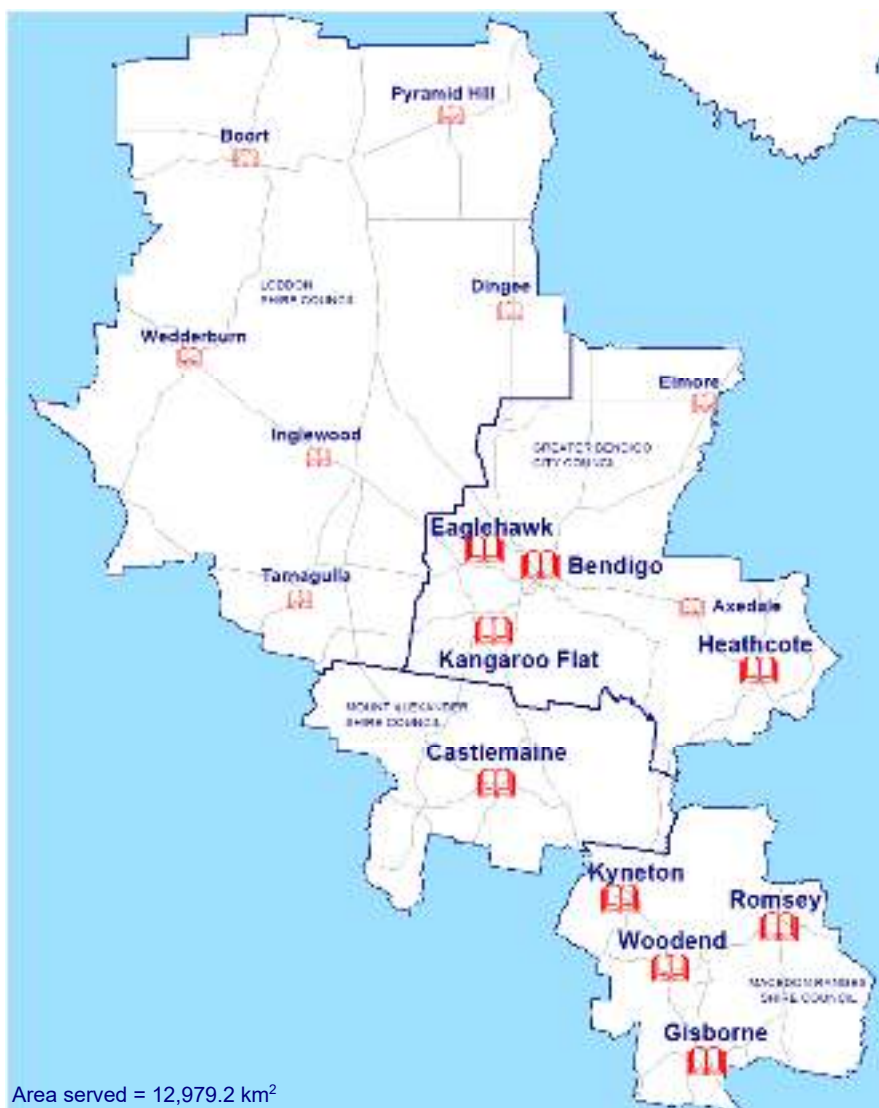 Pyramid Hill
Boort
LODDON
SHIRE COUNCIL
Dingee
Wedderburn
Elmore
Inglewood
GREATER BENDIGO
CITY COUNCIL
Eaglehawk
Bendigo
Tarnagulla
Axedale
Heathcote
Kangaroo Flat
MOUNT ALEXANDER
SHIRE COUNCIL
Castlemaine
Kyneton
Romsey
Woodend
MACEDON RANGES
SHIRE COUNCIL
Gisborne
Area served = 12,979.2 km²